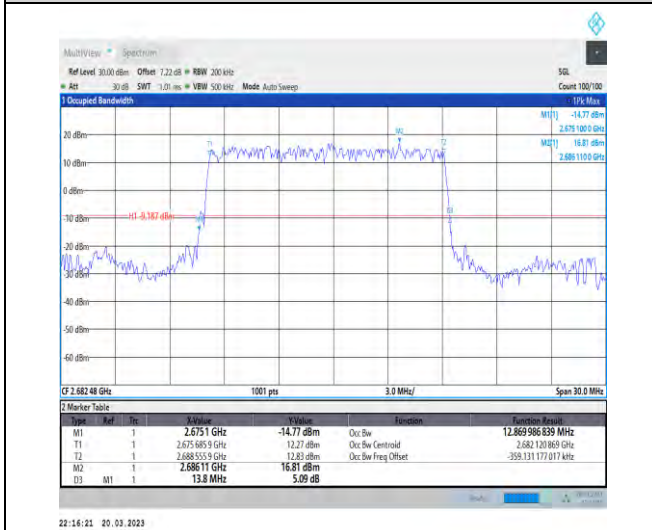 MultiView Spectrum
Ref Level 30.00 dBm Offset 7.22 dB RBW 200 kHz SGL
Att 30 dB SWT 1.01 ms VBW 500 kHz Mode Auto Sweep Count 100/100
1 Occupied Bandwidth 1Pk Max
M1[1] -14.77 dBm
2.675 100 0 GHz
20 dBm M2[1] 16.81 dBm
2.686 110 0 GHz
M2
T1 T2
10 dBm
0 dBm
-10 dBm H1 -9.187 dBm
-20 dBm
-40 dBm
-50 dBm
-60 dBm
CF 2.682 48 GHz 1001 pts 3.0 MHz/ Span 30.0 MHz
2 Marker Table
Type Ref Trc X-Value Y-Value Function Function Result
M1 1 2.6751 GHz -14.77 dBm Occ Bw 12.869 986 839 MHz
T1 1 2.675 685 9 GHz 12.27 dBm Occ Bw Centroid 2.682 120 869 GHz
T2 1 2.688 555 9 GHz 12.83 dBm Occ Bw Freq Offset -359.131 177 017 kHz
M2 1 2.686 11 GHz 16.81 dBm
D3 M1 1 13.8 MHz 5.09 dB
22:16:21 20.03.2023